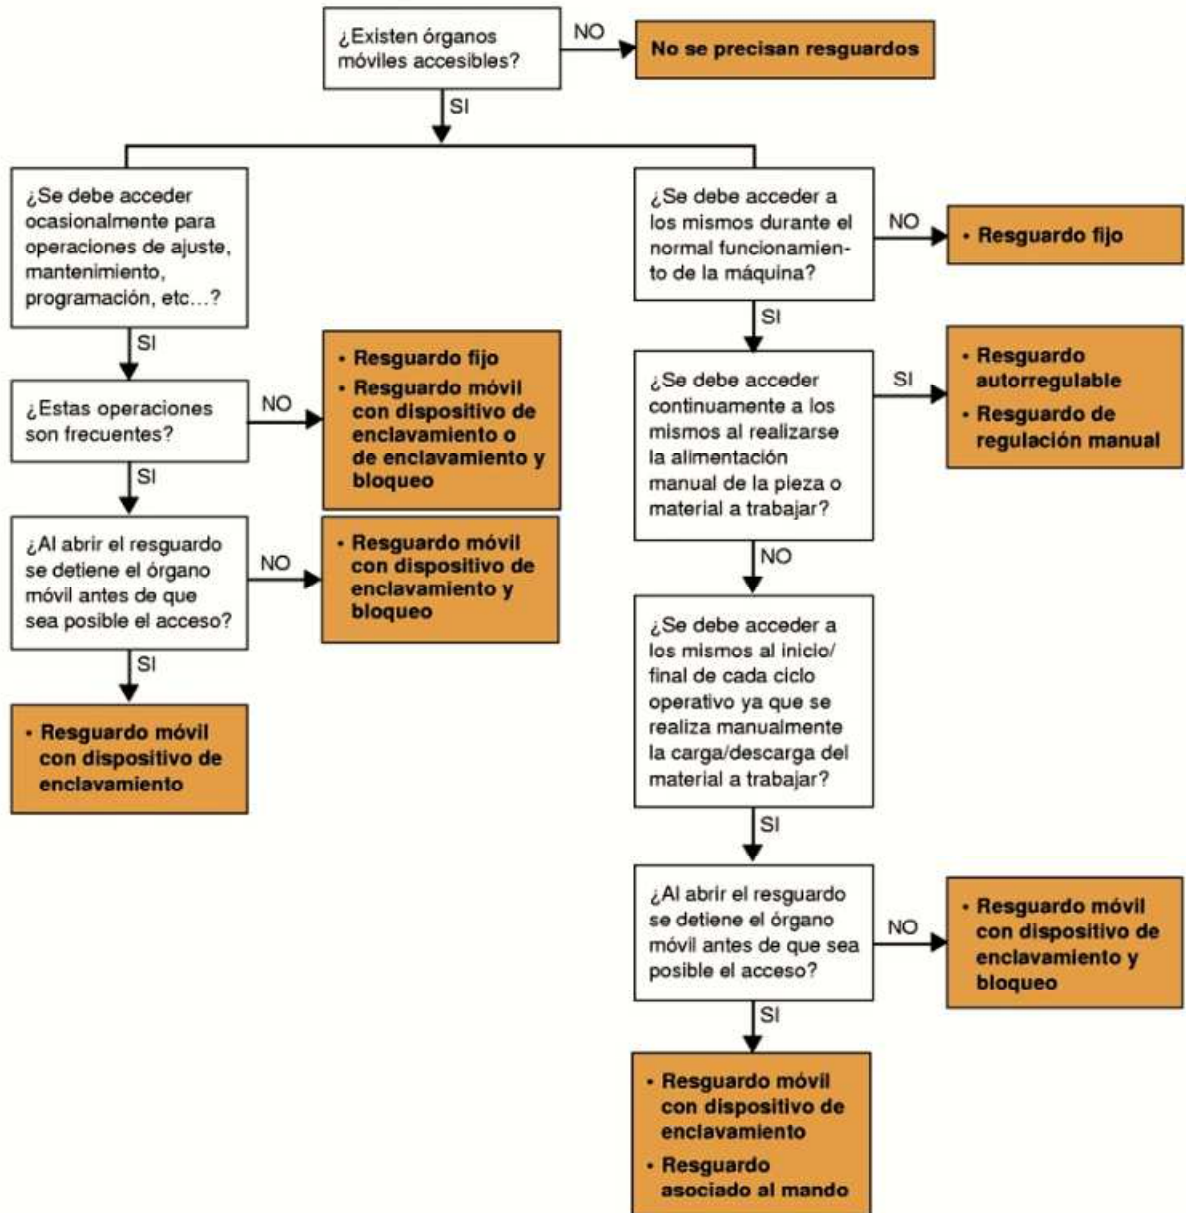 ¿Existen órganos
móviles accesibles?
NO
No se precisan resguardos
SI
¿Se debe acceder
ocasionalmente para
operaciones de ajuste,
mantenimiento,
programación, etc...?
SI
¿Estas operaciones
son frecuentes?
NO
• Resguardo fijo
• Resguardo móvil
con dispositivo de
enclavamiento o
de enclavamiento y
bloqueo
SI
¿Al abrir el resguardo
se detiene el órgano
móvil antes de que
sea posible el acceso?
NO
• Resguardo móvil
con dispositivo de
enclavamiento y
bloqueo
SI
• Resguardo móvil
con dispositivo de
enclavamiento
¿Se debe acceder a
los mismos durante el
normal funcionamien-
to de la máquina?
NO
• Resguardo fijo
SI
¿Se debe acceder
continuamente a los
mismos al realizarse
la alimentación
manual de la pieza o
material a trabajar?
SI
• Resguardo
autorregulable
• Resguardo de
regulación manual
NO
¿Se debe acceder a
los mismos al inicio/
final de cada ciclo
operativo ya que se
realiza manualmente
la carga/descarga del
material a trabajar?
SI
¿Al abrir el resguardo
se detiene el órgano
móvil antes de que sea
posible el acceso?
NO
• Resguardo móvil
con dispositivo de
enclavamiento y
bloqueo
SI
• Resguardo móvil
con dispositivo de
enclavamiento
• Resguardo
asociado al mando